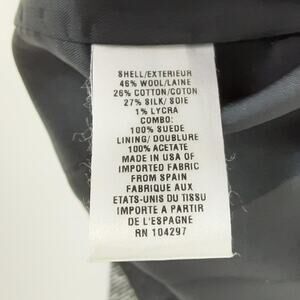 SHELL/EXTERIEUR
46% WOOL/LAINE
26% COTTON/COTON
27% SILK/ SOIE
1% LYCRA
COMBO:
100% SUEDE
LINING/ DOUBLURE
100% ACETATE
MADE IN USA OF
IMPORTED FABRIC
FROM SPAIN
FABRIQUE AUX
ETATS-UNIS DU TISSU
IMPORTE A PARTIR
DE L'ESPAGNE
RN 104297